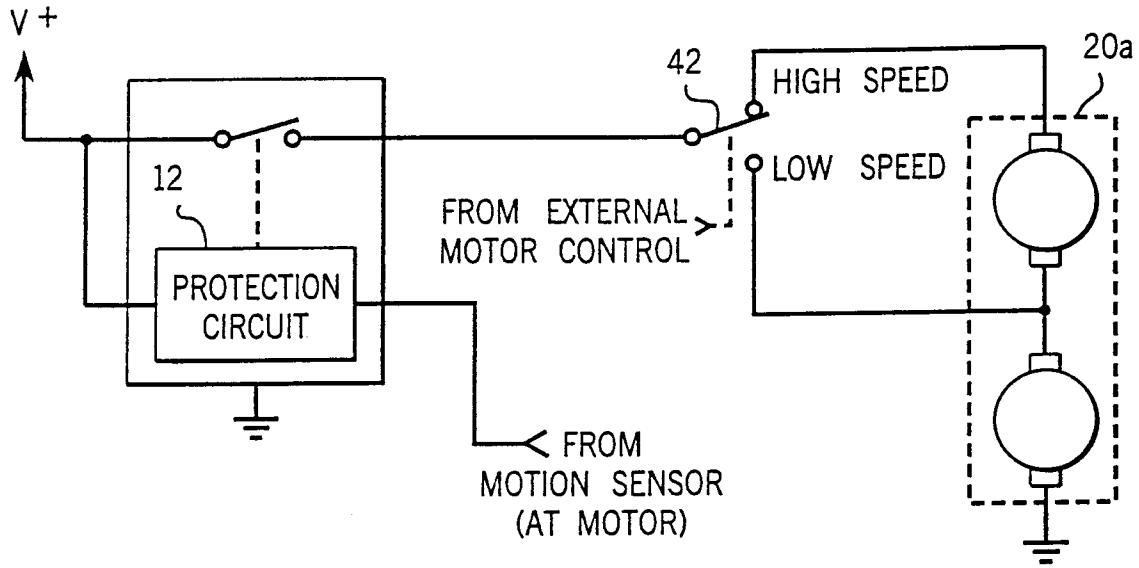 V+
42
HIGH SPEED
20a
12
LOW SPEED
FROM EXTERNAL
MOTOR CONTROL
PROTECTION
CIRCUIT
FROM
MOTION SENSOR
(AT MOTOR)